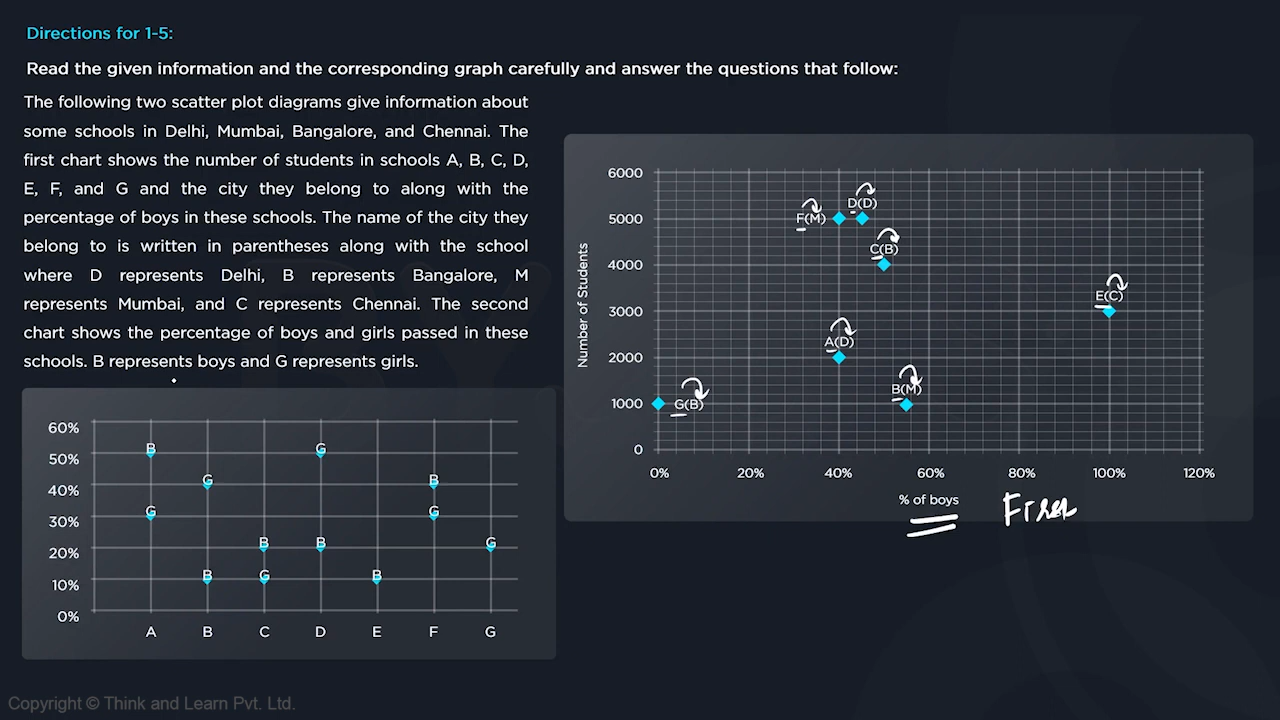 Directions for 1-5:
Read the given information and the corresponding graph carefully and answer the questions that follow:
The following two scatter plot diagrams give information about
some schools in Delhi, Mumbai, Bangalore, and Chennai. The
first chart shows the number of students in schools A, B, C, D,
E, F, and G and the city they belong to along with the
percentage of boys in these schools. The name of the city they
belong to is written in parentheses along with the school
where D represents Delhi, B represents Bangalore, M
represents Mumbai, and C represents Chennai. The second
chart shows the percentage of boys and girls passed in these
schools. B represents boys and G represents girls.
60%
50%
40%
30%
20%
10%
0%
B
G
G
B
G
B
G
B
G
B
B
G
G
A B C D E F G
Number of Students
6000
5000
4000
3000
2000
1000
0
F(M)
D(D)
C(B)
E(C)
A(D)
B(M)
G(B)
0% 20% 40% 60% 80% 100% 120%
% of boys
Copyright © Think and Learn Pvt. Ltd.